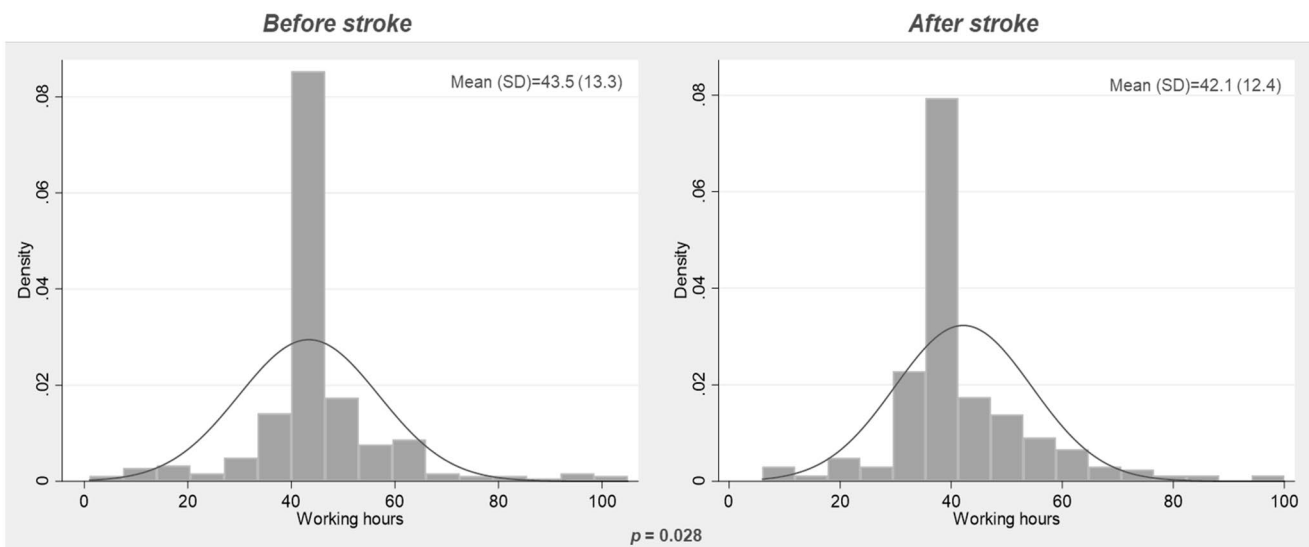 Before stroke
After stroke
Mean (SD)=43.5 (13.3)
Density
0
.02
.04
.06
.08
0
20
40
60
80
100
Working hours
Mean (SD)=42.1 (12.4)
Density
0
.02
.04
.06
.08
0
20
40
60
80
100
Working hours
p = 0.028